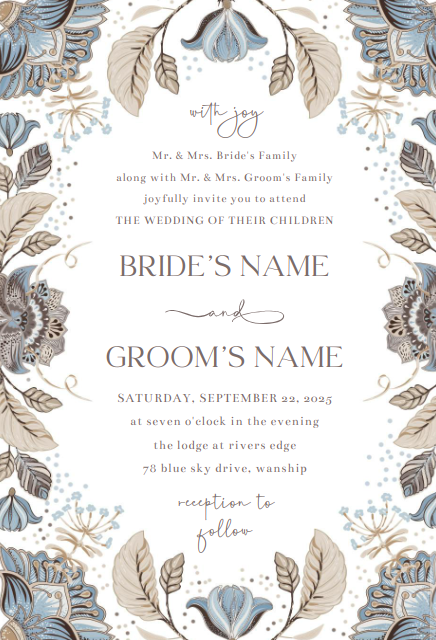 with joy
Mr. & Mrs. Bride's Family
along with Mr. & Mrs. Groom's Family
joyfully invite you to attend
THE WEDDING OF THEIR CHILDREN
BRIDE'S NAME
and
GROOM'S NAME
SATURDAY, SEPTEMBER 22, 2025
at seven o'clock in the evening
the lodge at rivers edge
78 blue sky drive, wanship
reception to
follow